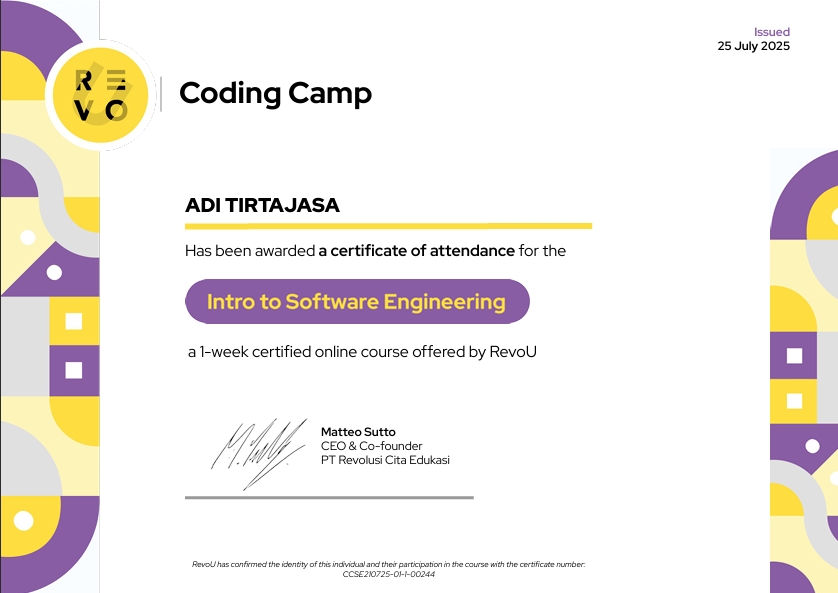 Issued
25 July 2025
RE
VO
Coding Camp
ADI TIRTAJASA
Has been awarded a certificate of attendance for the
Intro to Software Engineering
a 1-week certified online course offered by RevoU
Matteo Sutto
CEO & Co-founder
PT Revolusi Cita Edukasi
RevoU has confirmed the identity of this individual and their participation in the course with the certificate number:
CCSE210725-01-1-00244